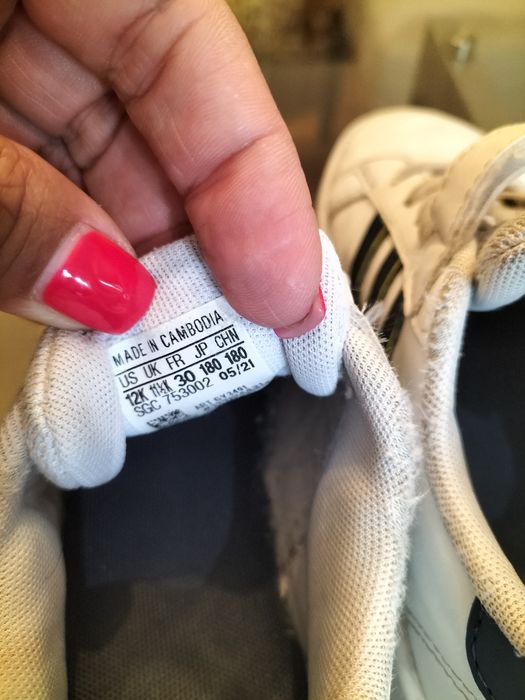 MADE IN CAMBODIA
US UK FR JP CHN
12K 11½K 30 180 180
SGC 753002 05/21